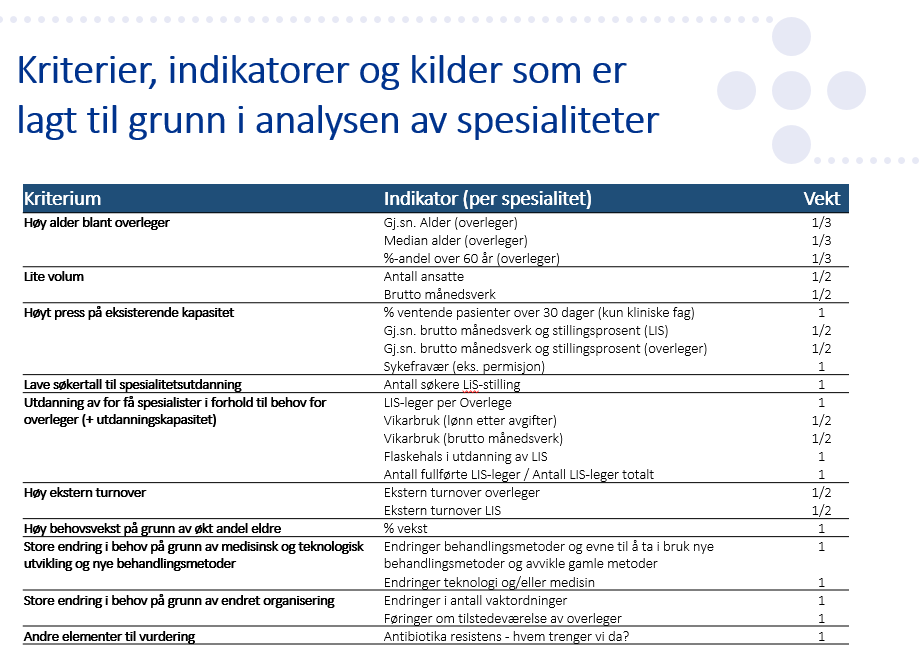 Kriterier, indikatorer og kilder som er
lagt til grunn i analysen av spesialiteter
Kriterium Indikator (per spesialitet) Vekt
Høy alder blant overleger Gj.sn. Alder (overleger) 1/3
Median alder (overleger) 1/3
%-andel over 60 år (overleger) 1/3
Lite volum Antall ansatte 1/2
Brutto månedsverk 1/2
Høyt press på eksisterende kapasitet % ventende pasienter over 30 dager (kun kliniske fag) 1
Gj.sn. brutto månedsverk og stillingsprosent (LIS) 1/2
Gj.sn. brutto månedsverk og stillingsprosent (overleger) 1/2
Sykefravær (eks. permisjon) 1
Lave søkertall til spesialitetsutdanning Antall søkere LiS-stilling 1
Utdanning av for få spesialister i forhold til behov for LIS-leger per Overlege 1
overleger (+ utdanningskapasitet) Vikarbruk (lønn etter avgifter) 1/2
Vikarbruk (brutto månedsverk) 1/2
Flaskehals i utdanning av LIS 1
Antall fullførte LIS-leger / Antall LIS-leger totalt 1
Høy ekstern turnover Ekstern turnover overleger 1/2
Ekstern turnover LIS 1/2
Høy behovsvekst på grunn av økt andel eldre % vekst 1
Store endring i behov på grunn av medisinsk og teknologisk Endringer behandlingsmetoder og evne til å ta i bruk nye 1
utvikling og nye behandlingsmetoder behandlingsmetoder og avvikle gamle metoder
Endringer teknologi og/eller medisin 1
Store endring i behov på grunn av endret organisering Endringer i antall vaktordninger 1
Føringer om tilstedeværelse av overleger 1
Andre elementer til vurdering Antibiotika resistens - hvem trenger vi da? 1